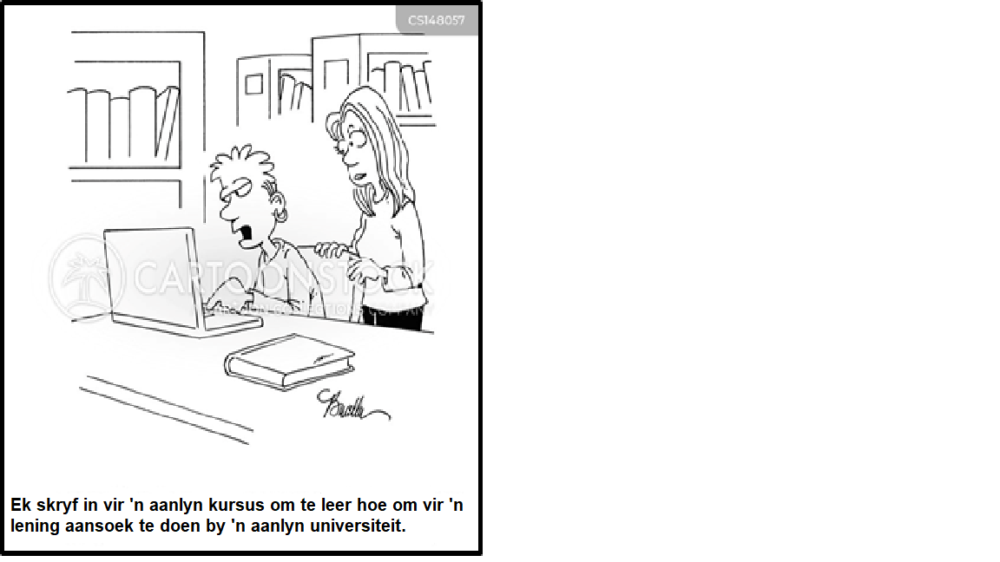 CS148057
CARTOONSTOCK
Ek skryf in vir 'n aanlyn kursus om te leer hoe om vir 'n
lening aansoek te doen by 'n aanlyn universiteit.